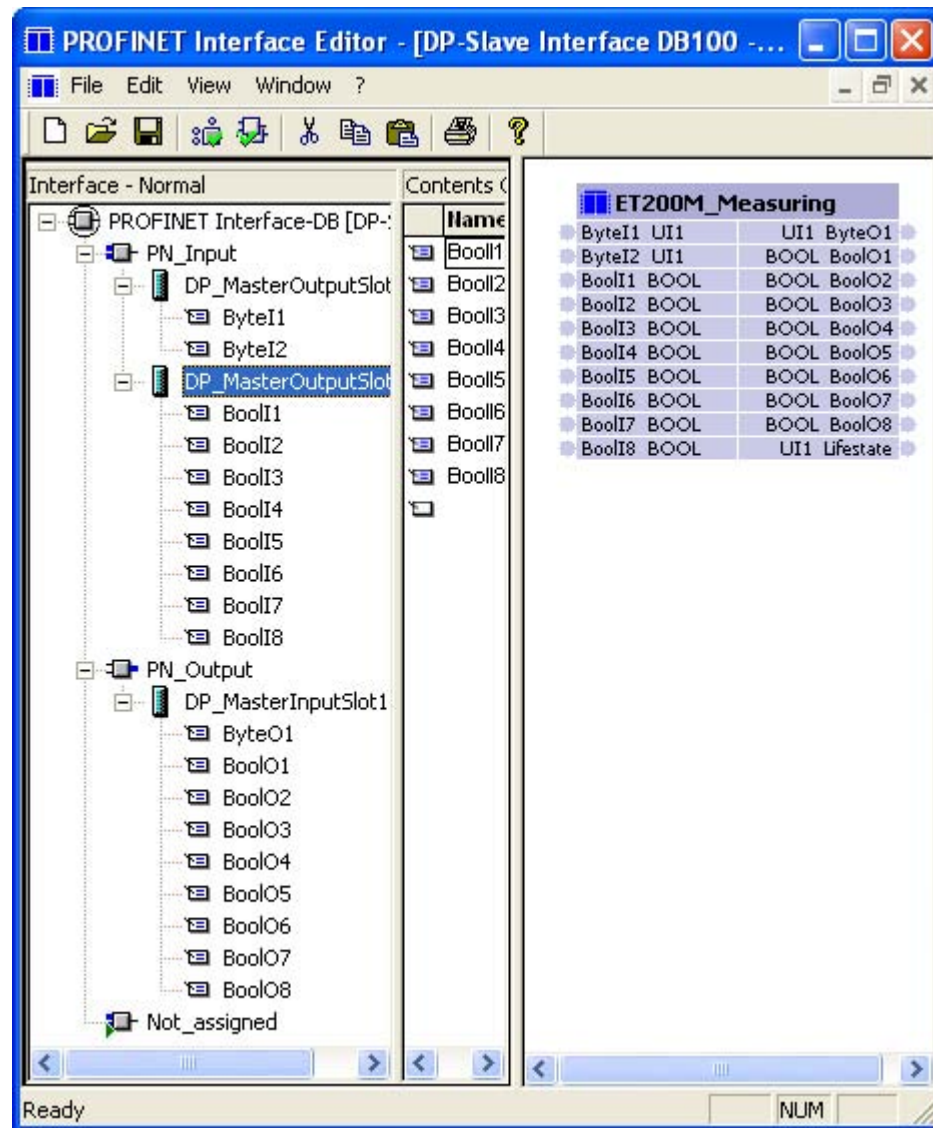 PROFINET Interface Editor - [DP-Slave Interface DB100 -...
File Edit View Window ?
Interface - Normal
PROFINET Interface-DB [DP-
PN_Input
DP_MasterOutputSlot
ByteI1
ByteI2
DP_MasterOutputSlot
BoolI1
BoolI2
BoolI3
BoolI4
BoolI5
BoolI6
BoolI7
BoolI8
PN_Output
DP_MasterInputSlot1
ByteO1
BoolO1
BoolO2
BoolO3
BoolO4
BoolO5
BoolO6
BoolO7
BoolO8
Not_assigned
Contents
Name
BoolI1
BoolI2
BoolI3
BoolI4
BoolI5
BoolI6
BoolI7
BoolI8
ET200M_Measuring
ByteI1 UI1 UI1 ByteO1
ByteI2 UI1 BOOL BoolO1
BoolI1 BOOL BOOL BoolO2
BoolI2 BOOL BOOL BoolO3
BoolI3 BOOL BOOL BoolO4
BoolI4 BOOL BOOL BoolO5
BoolI5 BOOL BOOL BoolO6
BoolI6 BOOL BOOL BoolO7
BoolI7 BOOL BOOL BoolO8
BoolI8 BOOL UI1 Lifestate
Ready
NUM